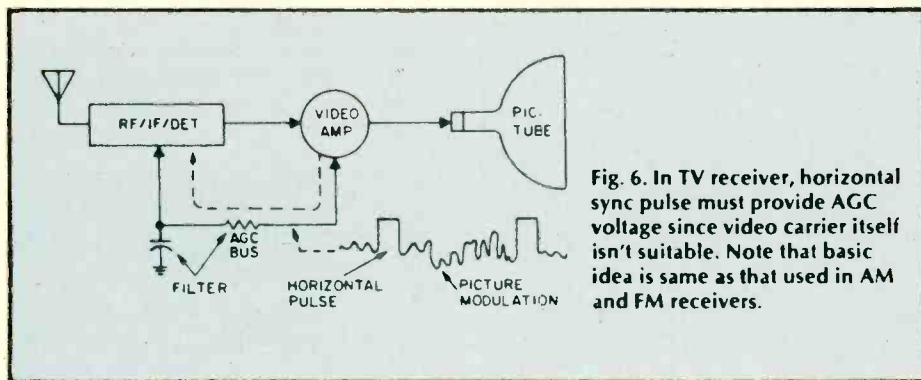 RF/IF/DET
VIDEO
AMP
PIC-
TUBE
AGC
BUS
FILTER
HORIZONTAL
PULSE
PICTURE
MODULATION
Fig. 6. In TV receiver, horizontal
sync pulse must provide AGC
voltage since video carrier itself
isn't suitable. Note that basic
idea is same as that used in AM
and FM receivers.